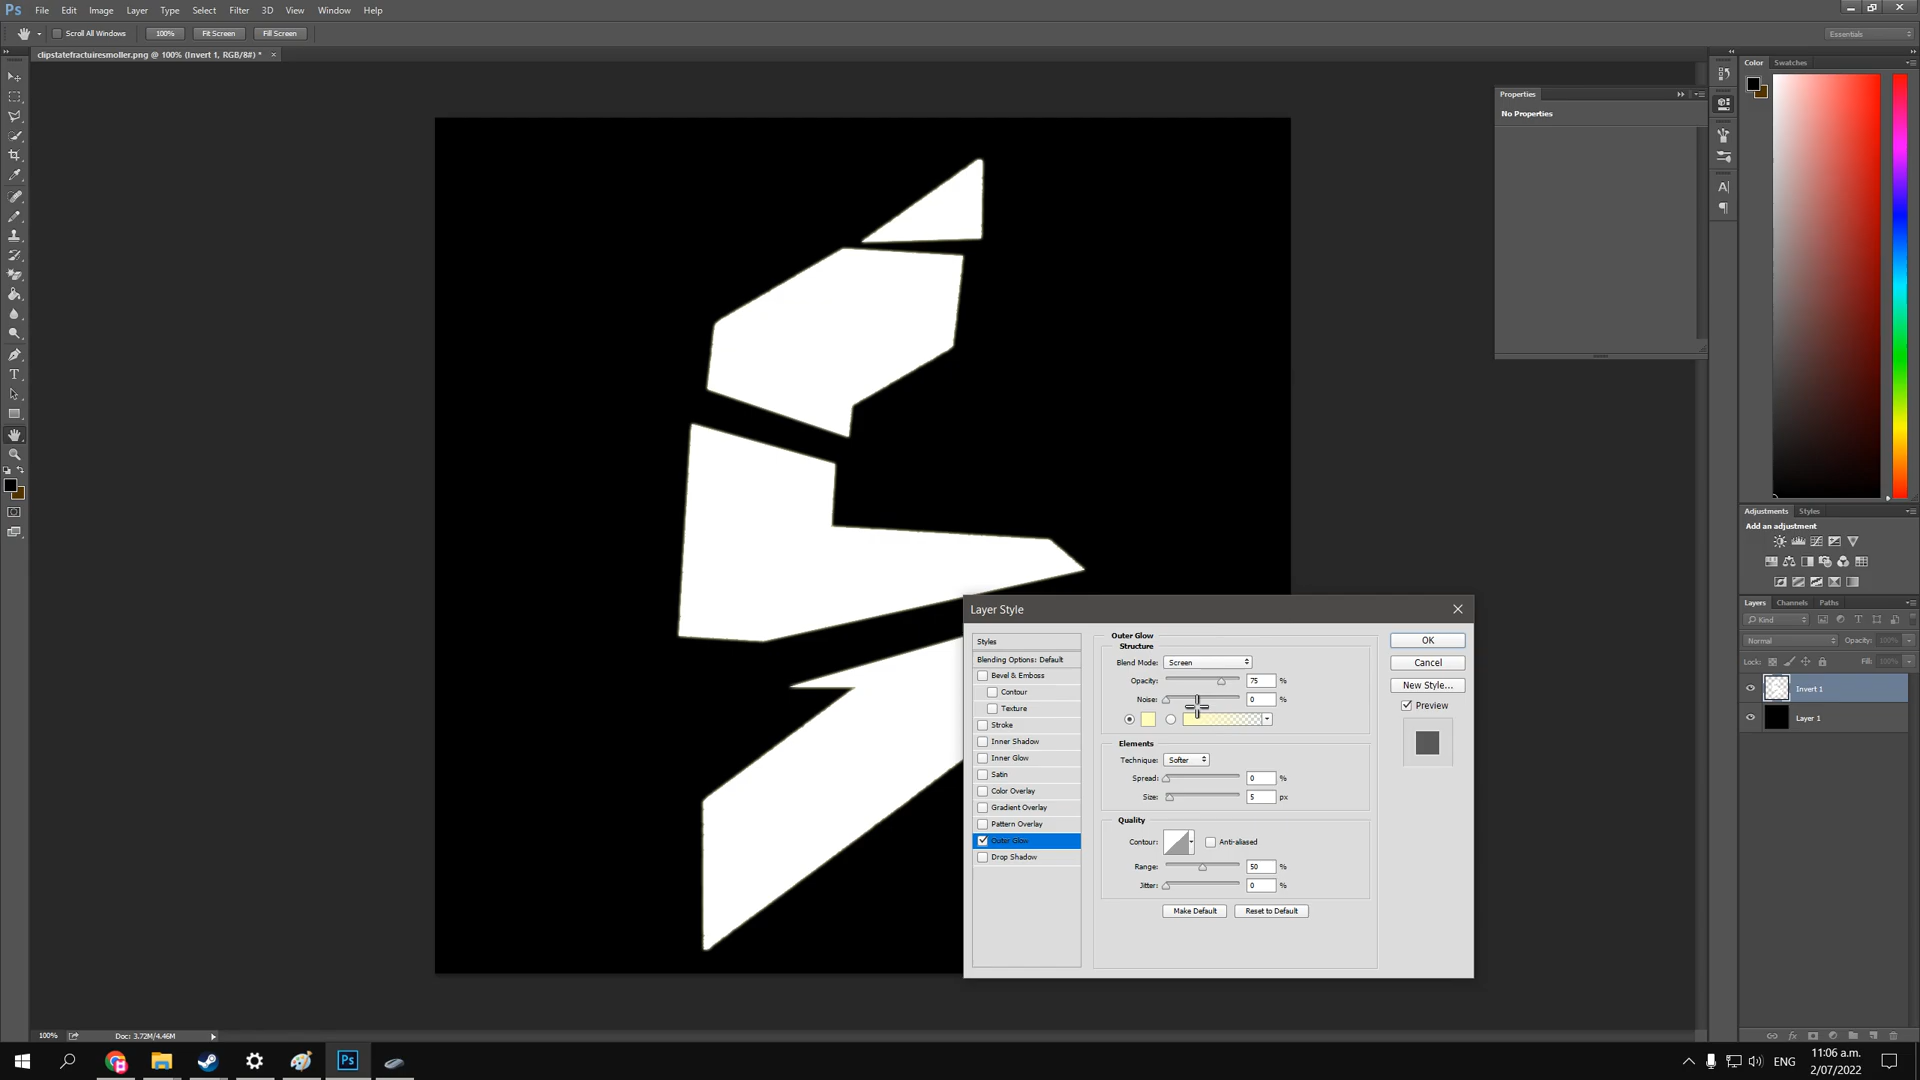 Ps File Edit Image Layer Type Select Filter 3D View Window Help
Scroll All Windows 100% Fit Screen Fill Screen Essentials
clipstatefractuiresmoller.png @ 100% (Invert 1, RGB/8#) * ×
Color Swatches
Properties
No Properties
Adjustments Styles
Add an adjustment
Layers Channels Paths
Kind
Normal Opacity: 100%
Lock: Fill: 100%
Invert 1
Layer 1
Layer Style
Styles
Blending Options: Default
Bevel & Emboss
Contour
Texture
Stroke
Inner Shadow
Inner Glow
Satin
Color Overlay
Gradient Overlay
Pattern Overlay
Outer Glow
Drop Shadow
Outer Glow
Structure
Blend Mode: Screen
Opacity: 75 %
Noise: 0 %
Elements
Technique: Softer
Spread: 0 %
Size: 5 px
Quality
Contour: Anti-aliased
Range: 50 %
Jitter: 0 %
Make Default Reset to Default
OK
Cancel
New Style...
Preview
100% Doc: 3.72M/4.46M
Ps
ENG
11:06 a.m.
2/07/2022